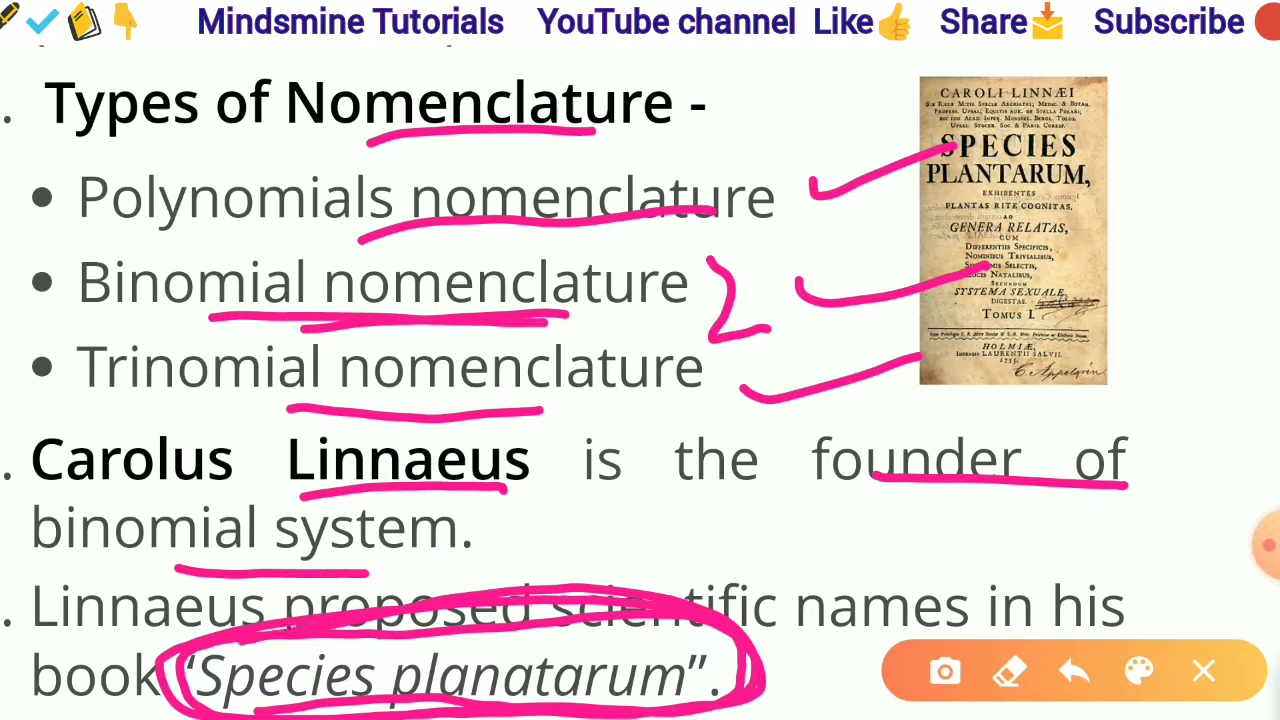 Mindsmine Tutorials YouTube channel Like Share Subscribe
. Types of Nomenclature -
• Polynomials nomenclature
• Binomial nomenclature
• Trinomial nomenclature
. Carolus Linnaeus is the founder of
binomial system.
. Linnaeus proposed scientific names in his
book “Species planatarum”.
CAROLI LINNÆI
SPECIES
PLANTARUM,
EXHIBENTES
PLANTAS RITE COGNITAS,
AD
GENERA RELATAS,
CUM
DIFFERENTIIS SPECIFICIS,
NOMINIBUS TRIVIALIBUS,
SELECTIS,
NATALIBUS,
SECUNDUM
SYSTEMA SEXUALE
DIGESTAS.
TOMUS I.
HOLMIÆ,
LAURENTII SALVII.